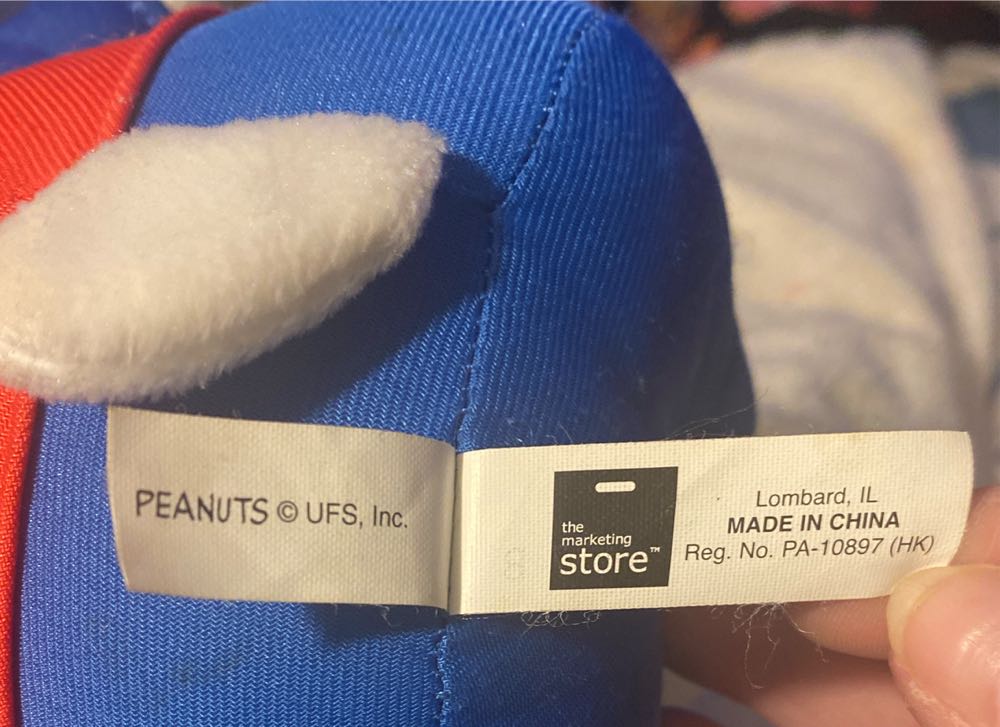 PEANUTS © UFS, Inc.
the
marketing
store™
Lombard, IL
MADE IN CHINA
Reg. No. PA-10897 (HK)